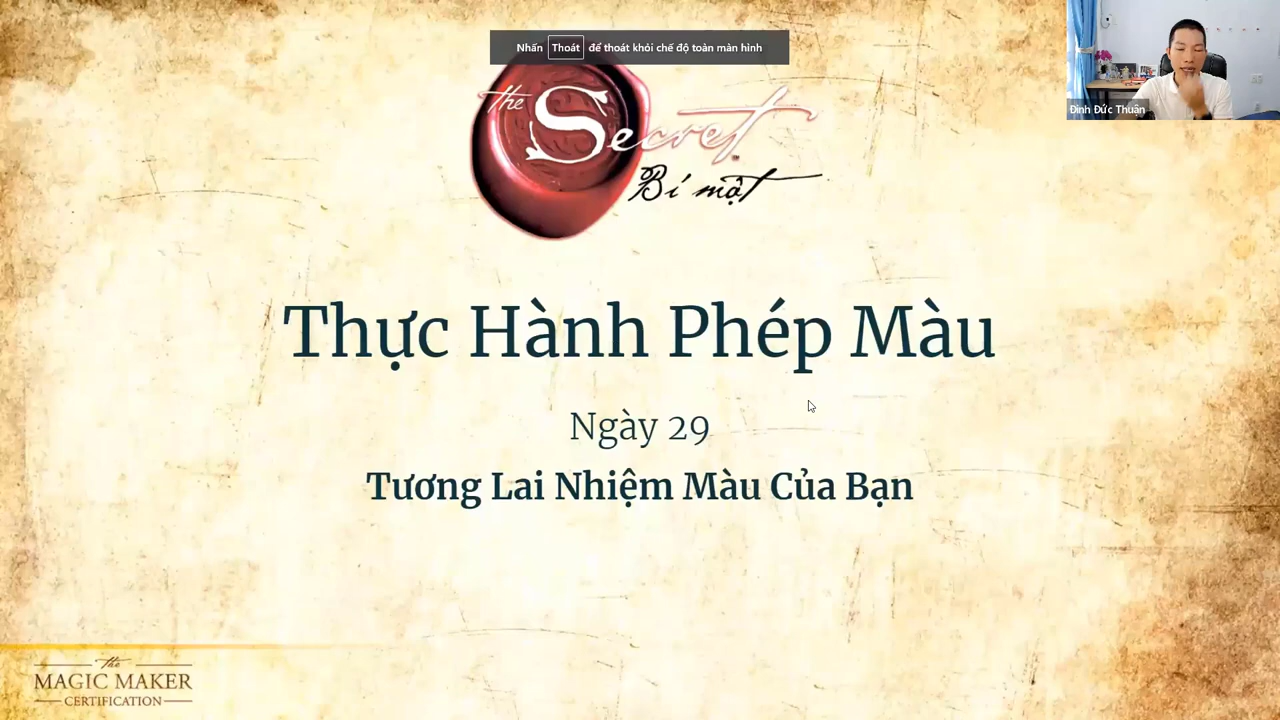 Nhấn Thoát để thoát khỏi chế độ toàn màn hình
Đinh Đức Thuận
the Secret
Bí mật
Thực Hành Phép Màu
Ngày 29
Tương Lai Nhiệm Màu Của Bạn
The
MAGIC MAKER
CERTIFICATION